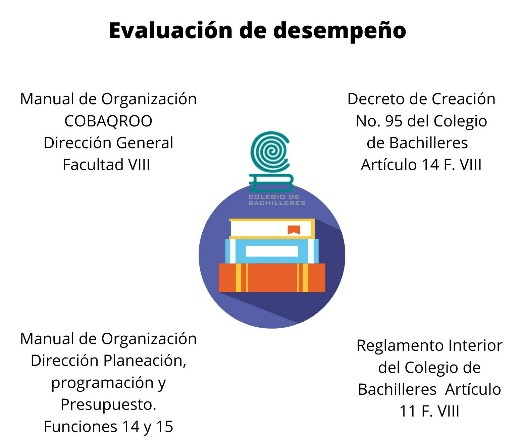 Evaluación de desempeño
Manual de Organización
COBAQROO
Dirección General
Facultad VIII
Decreto de Creación
No. 95 del Colegio
de Bachilleres
Artículo 14 F. VIII
COLEGIO DE
BACHILLERES
Manual de Organización
Dirección Planeación,
programación y
Presupuesto.
Funciones 14 y 15
Reglamento Interior
del Colegio de
Bachilleres Artículo
11 F. VIII